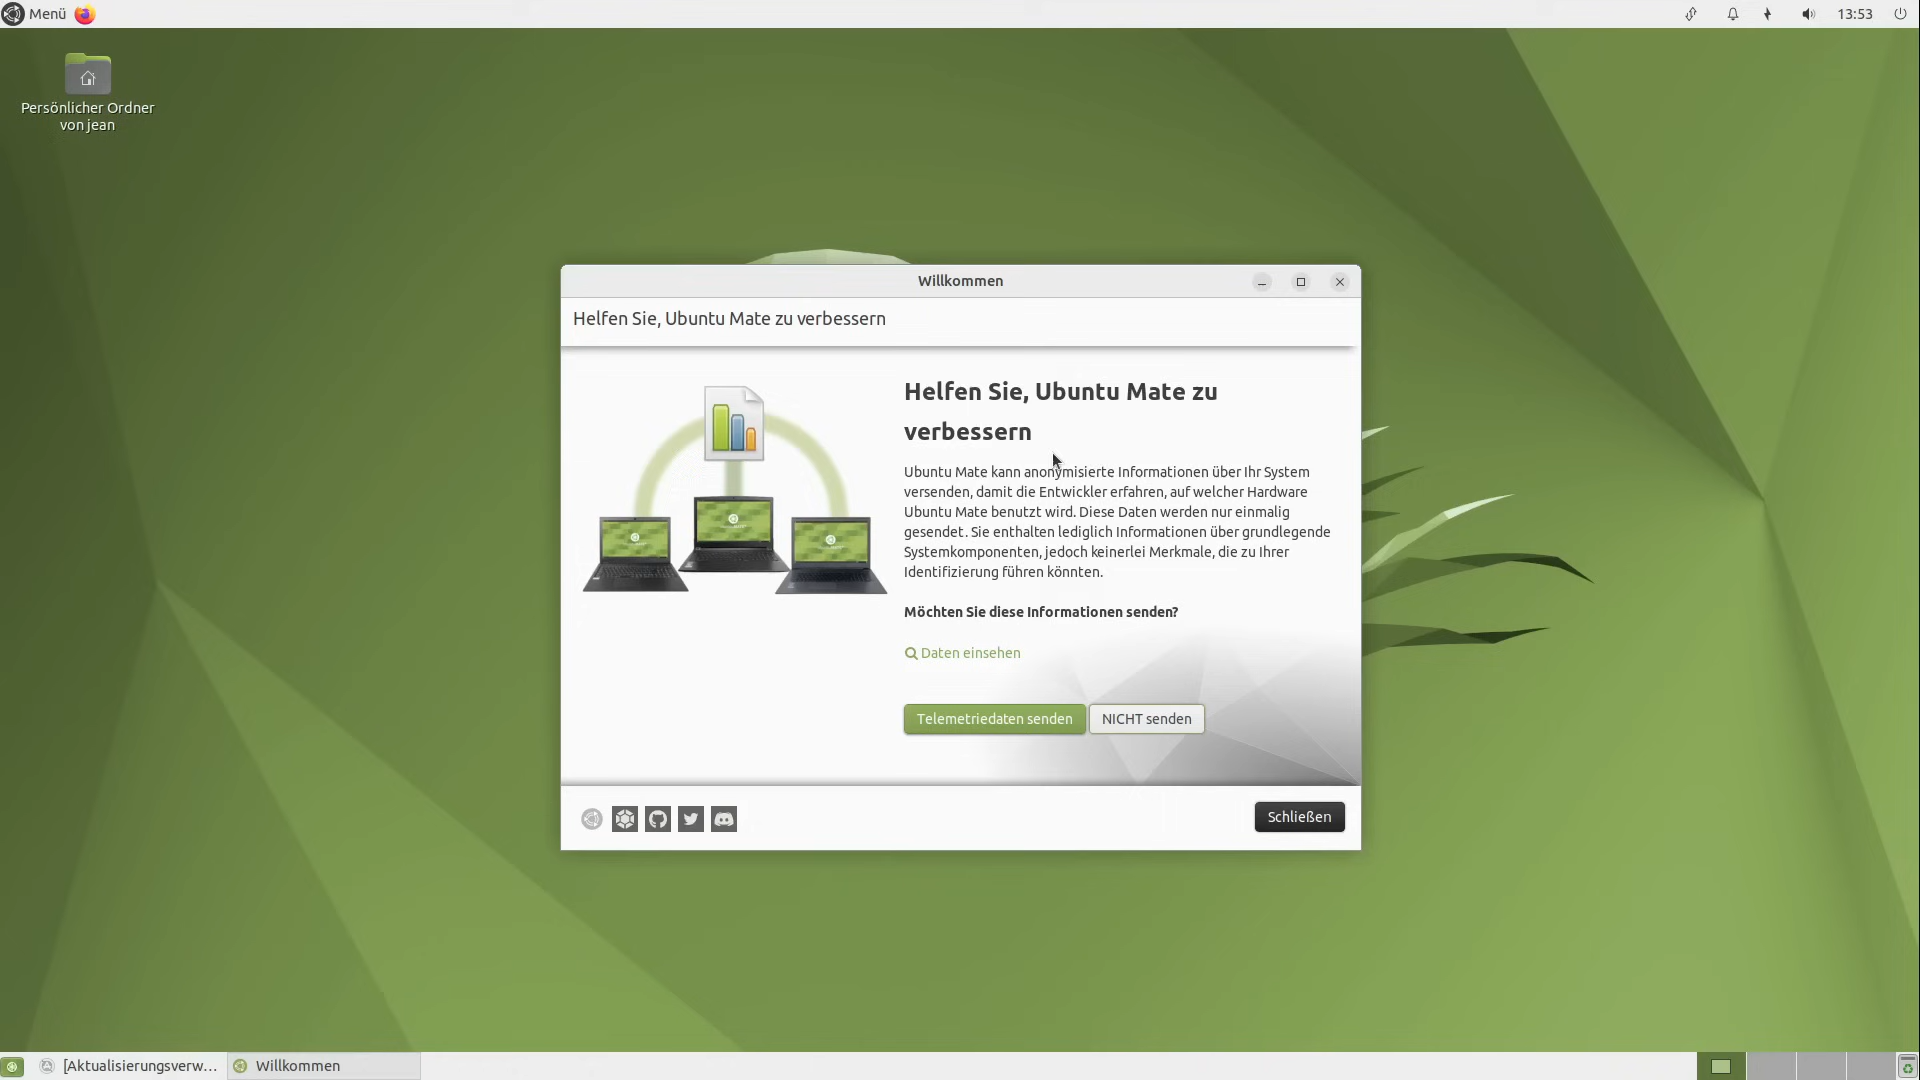 Menü
13:53
Persönlicher Ordner
von jean
Willkommen
Helfen Sie, Ubuntu Mate zu verbessern
Helfen Sie, Ubuntu Mate zu
verbessern
Ubuntu Mate kann anonymisierte Informationen über Ihr System
versenden, damit die Entwickler erfahren, auf welcher Hardware
Ubuntu Mate benutzt wird. Diese Daten werden nur einmalig
gesendet. Sie enthalten lediglich Informationen über grundlegende
Systemkomponenten, jedoch keinerlei Merkmale, die zu Ihrer
Identifizierung führen könnten.
Möchten Sie diese Informationen senden?
Daten einsehen
Telemetriedaten senden
NICHT senden
Schließen
[Aktualisierungsverw...
Willkommen